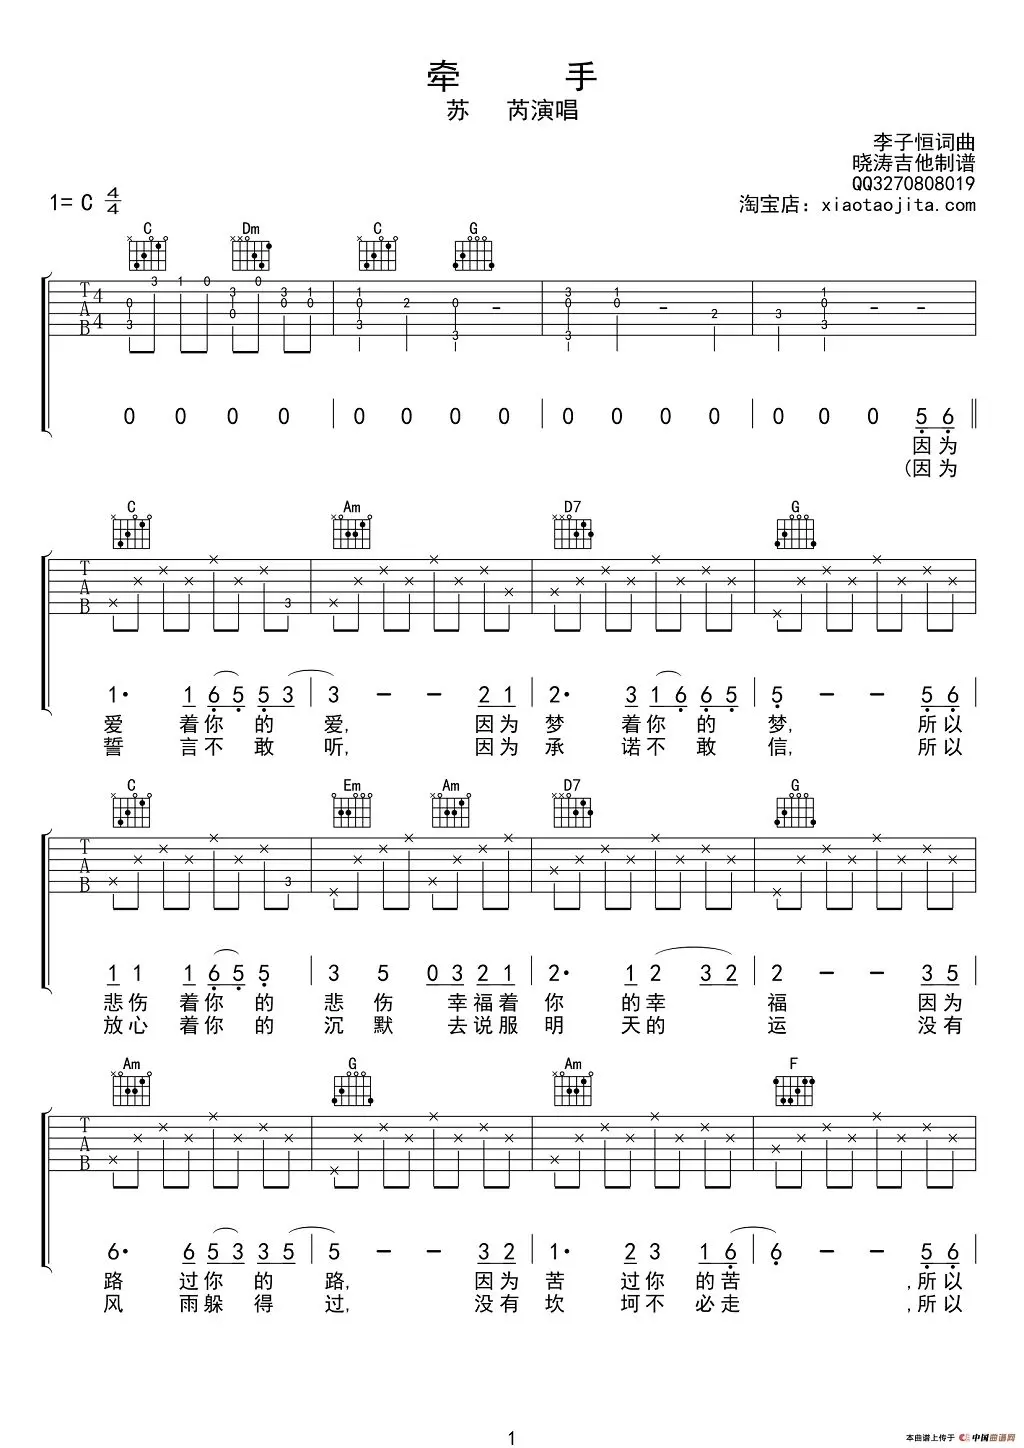 牵 手
苏 芮演唱
李子恒词曲
晓涛吉他制谱
QQ3270808019
1= C 4/4 淘宝店：xiaotaojita.com
C Dm C G
T A B 4 4
0 0 0 0 | 0 0 0 0 | 0 0 0 0 | 0 0 0 5 6
因为
(因为
C Am D7 G
T A B
1· 1 6 5 5 3 | 3 － － 2 1 | 2· 3 1 6 6 5 | 5 － － 5 6
爱 着你 的 爱, 因为 梦 着你 的 梦, 所以
誓 言不 敢 听, 因为 承 诺不 敢 信, 所以
C Em Am D7 G
T A B
1 1 1 6 5 5 | 3 5 0 3 2 1 | 2· 1 2 3 2 | 2 － － 3 5
悲伤 着你 的 悲 伤 幸福着 你 的幸 福 因为
放心 着你 的 沉 默 去说服 明 天的 运 没有
Am G Am F
T A B
6· 6 5 3 3 5 | 5 － － 3 2 | 1· 2 3 1 6 | 6 － － 5 6
路 过你 的 路, 因为 苦 过你 的苦 ,所以
风 雨躲 得 过, 没有 坎 坷不 必走 ,所以
1
本曲谱上传于 中国曲谱网